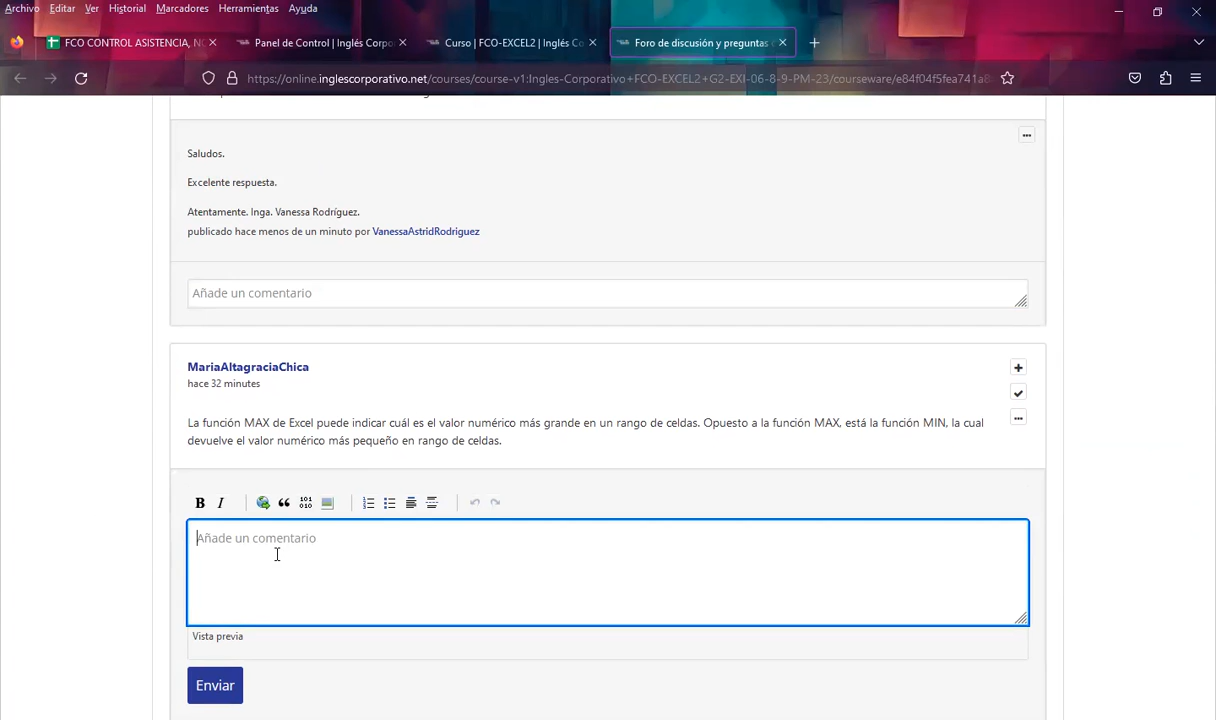 Archivo Editar Ver Historial Marcadores Herramientas Ayuda
FCO CONTROL ASISTENCIA, NO
Panel de Control | Inglés Corpo
Curso | FCO-EXCEL2 | Inglés Co
Foro de discusión y preguntas
https://online.inglescorporativo.net/courses/course-v1:Ingles-Corporativo+FCO-EXCEL2+G2-EXI-06-8-9-PM-23/courseware/e84f04f5fea741a8
Saludos.
Excelente respuesta.
Atentamente. Inga. Vanessa Rodríguez.
publicado hace menos de un minuto por VanessaAstridRodriguez
Añade un comentario
MariaAltagraciaChica
hace 32 minutes
La función MAX de Excel puede indicar cuál es el valor numérico más grande en un rango de celdas. Opuesto a la función MAX, está la función MIN, la cual
devuelve el valor numérico más pequeño en rango de celdas.
B I
101
010
Añade un comentario
Vista previa
Enviar